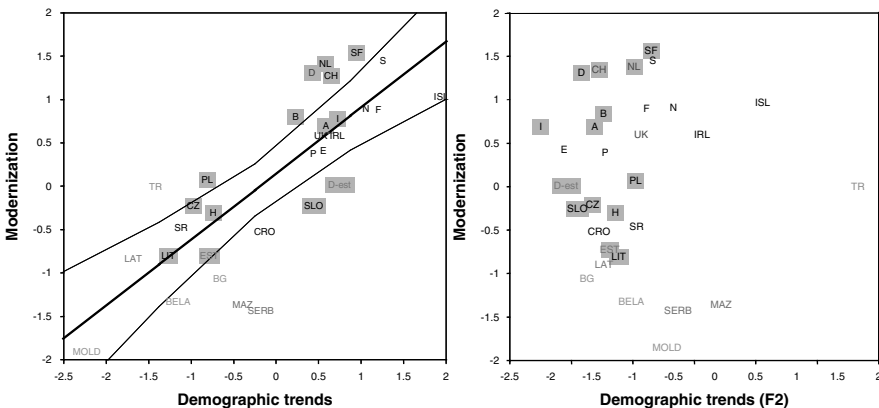 2
1.5
1
0.5
0
-0.5
-1
-1.5
-2
Modernization
SF
NL
S
D
CH
ISL
B
I
N
F
A
UK
IRL
P
E
TR
PL
D-est
CZ
H
SLO
SR
CRO
LAT
LIT
EST
BG
BELA
MAZ
SERB
MOLD
-2.5
-2
-1.5
-1
-0.5
0
0.5
1
1.5
2
Demographic trends
2
1.5
1
0.5
0
-0.5
-1
-1.5
-2
Modernization
SF
S
D
CH
NL
ISL
B
F
N
I
A
UK
IRL
E
P
D-est
PL
TR
SLO
CZ
H
CRO
SR
EST
LIT
LAT
BG
BELA
SERB
MAZ
MOLD
-2.5
-2
-1.5
-1
-0.5
0
0.5
1
1.5
2
Demographic trends (F2)